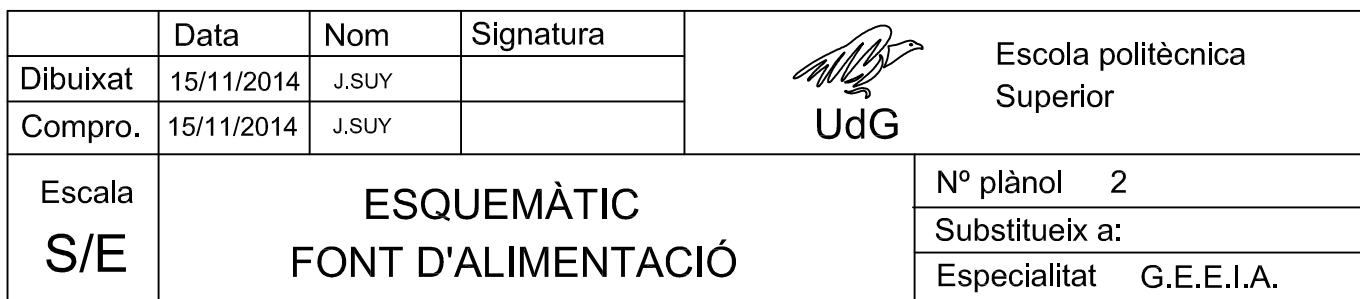 Data Nom Signatura
Dibuixat 15/11/2014 J.SUY
Compro. 15/11/2014 J.SUY
UdG
Escola politècnica
Superior
Escala
S/E
ESQUEMÀTIC
FONT D'ALIMENTACIÓ
Nº plànol 2
Substitueix a:
Especialitat G.E.E.I.A.